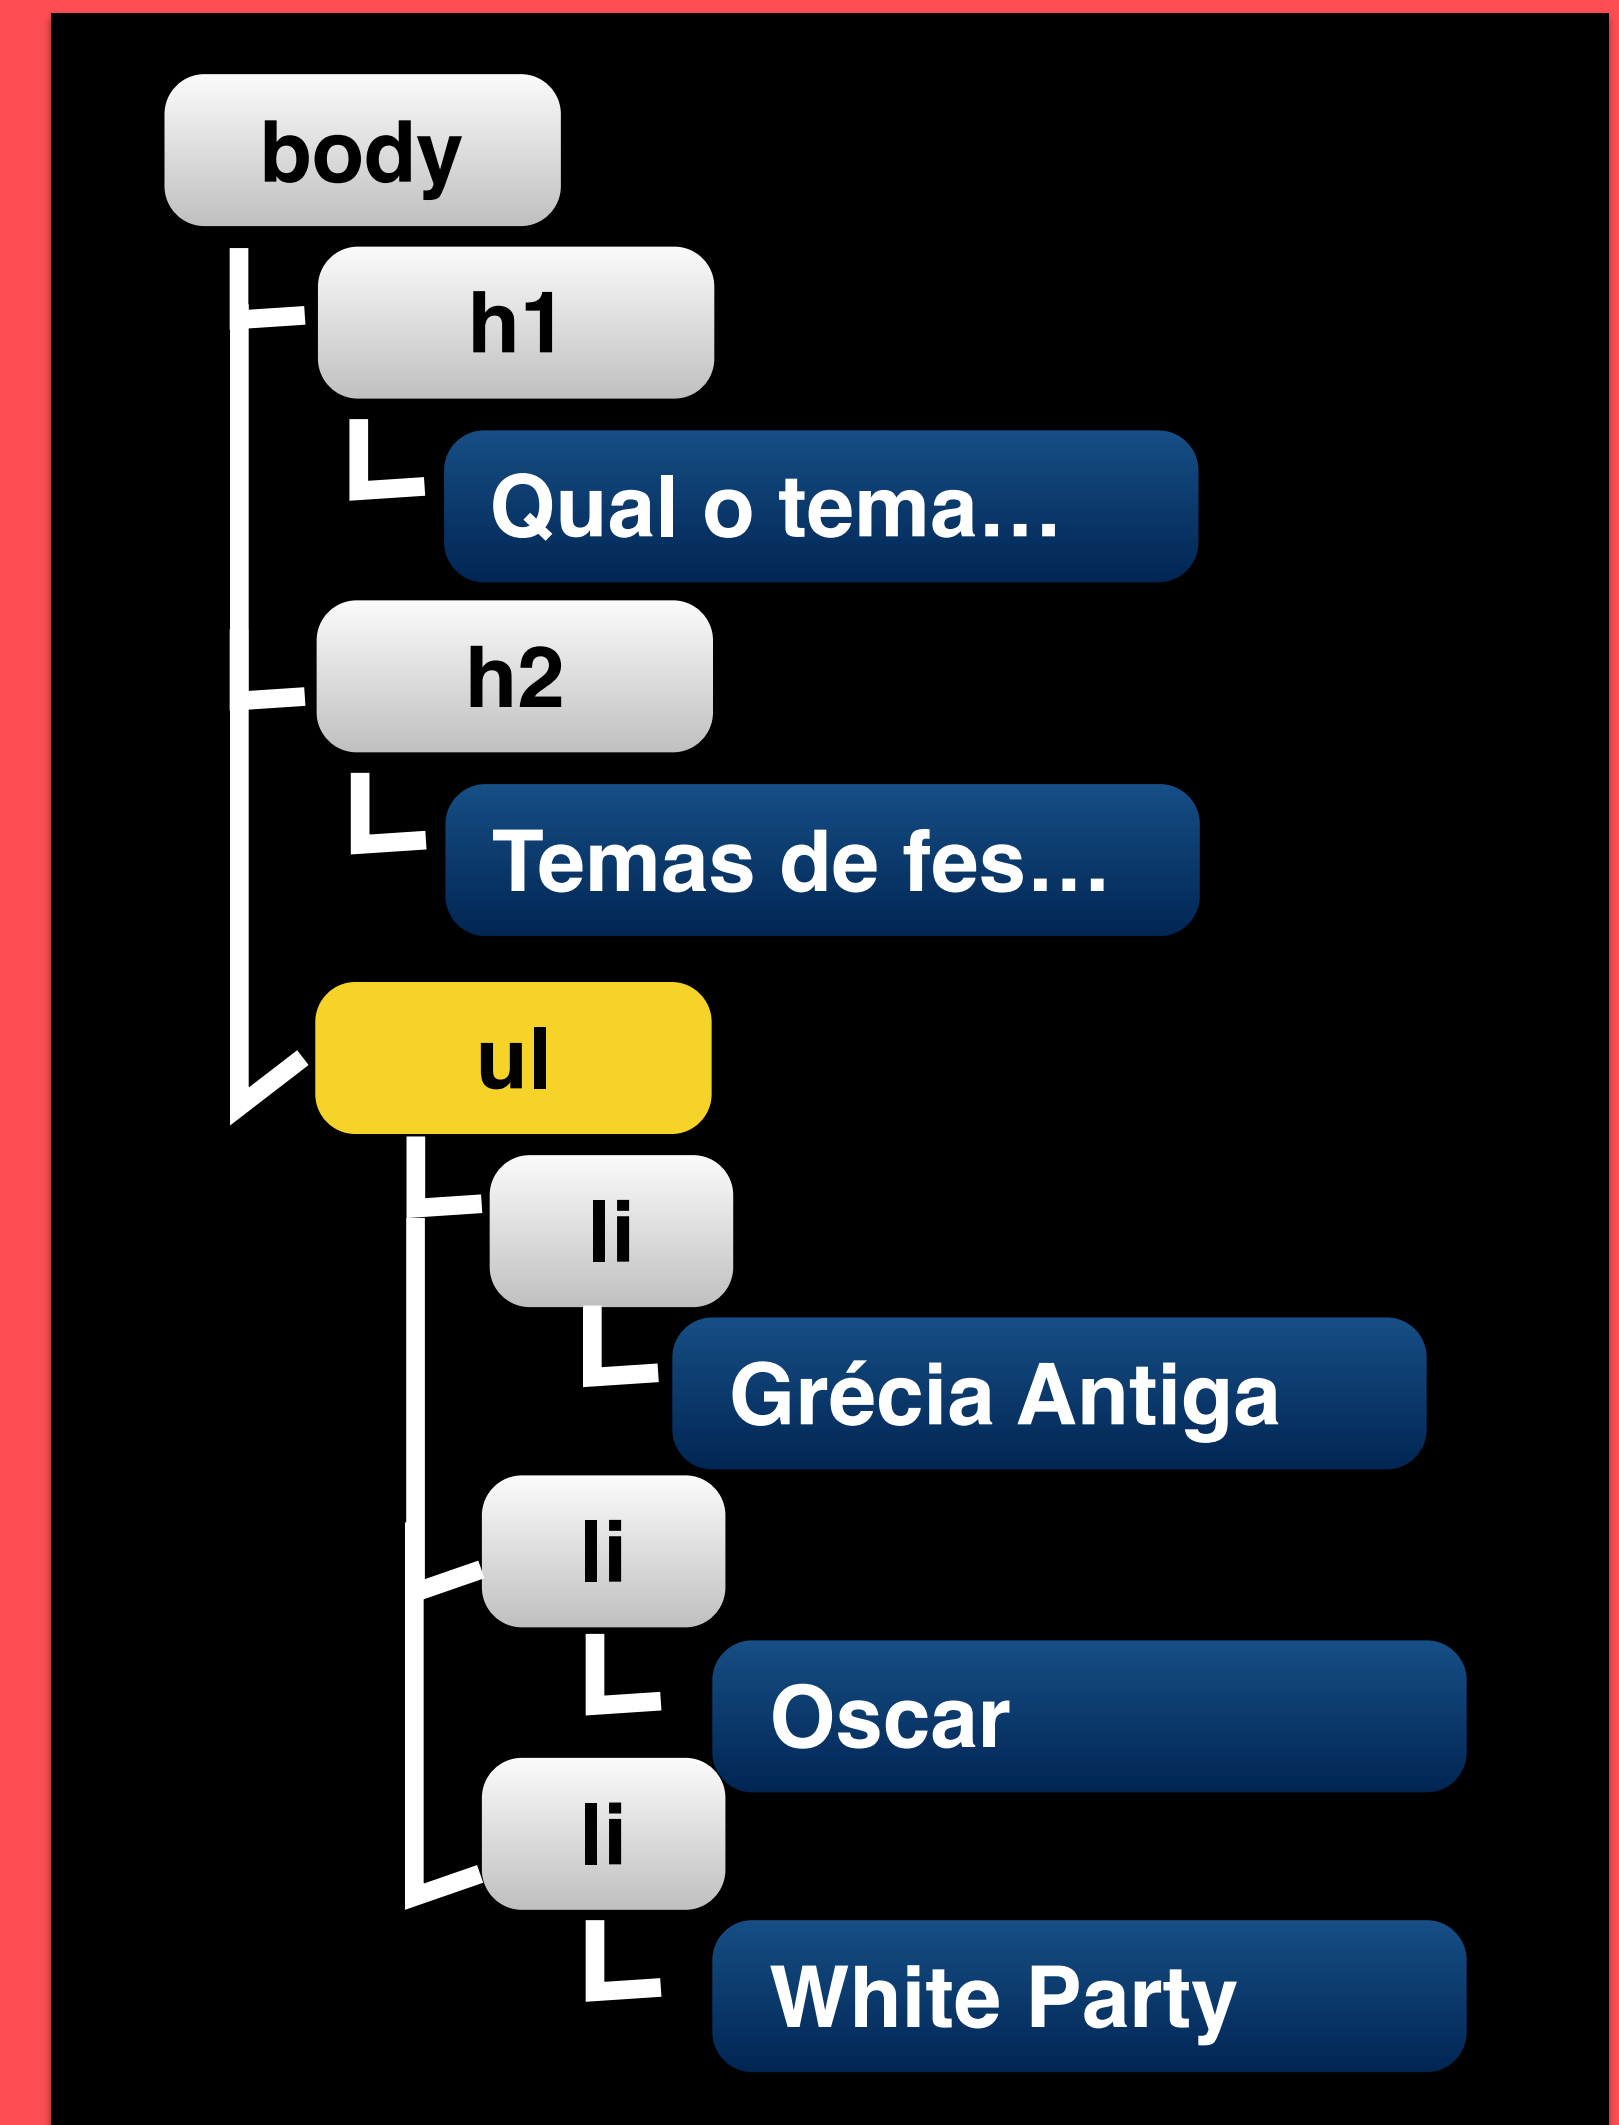 body
h1
Qual o tema…
h2
Temas de fes…
ul
li
Grécia Antiga
li
Oscar
li
White Party